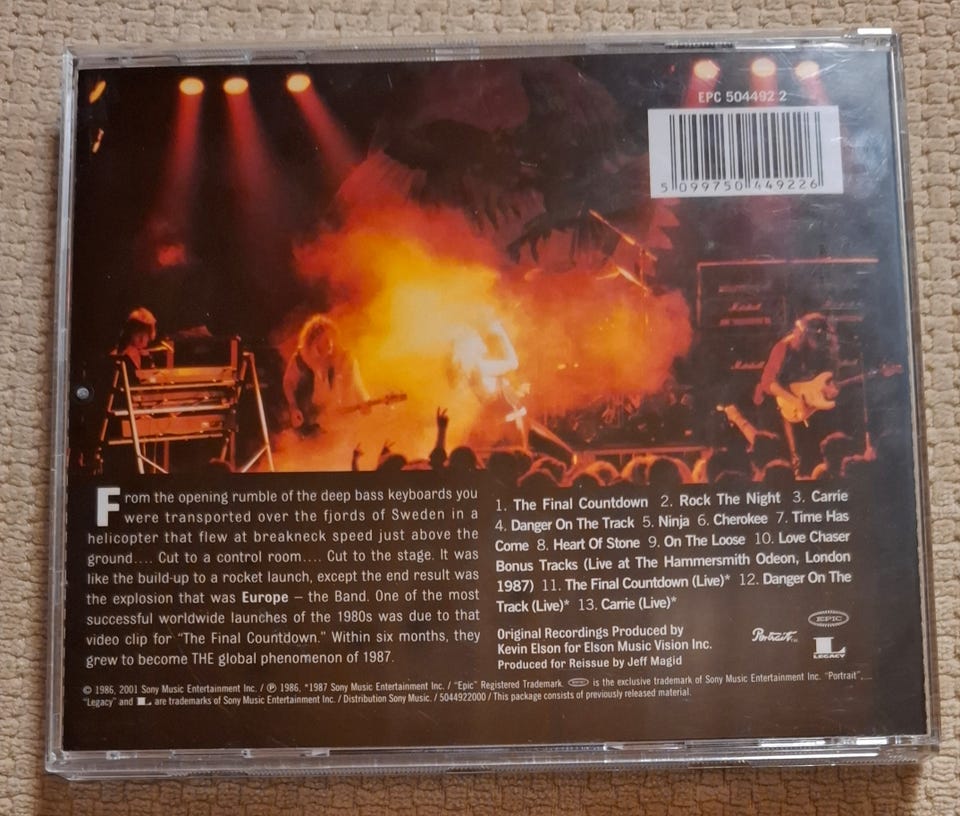 EPC 504492 2
5 099750 449226
Marshall
From the opening rumble of the deep bass keyboards you
were transported over the fjords of Sweden in a
helicopter that flew at breakneck speed just above the
ground.... Cut to a control room.... Cut to the stage. It was
like the build-up to a rocket launch, except the end result was
the explosion that was Europe – the Band. One of the most
successful worldwide launches of the 1980s was due to that
video clip for “The Final Countdown.” Within six months, they
grew to become THE global phenomenon of 1987.
1. The Final Countdown 2. Rock The Night 3. Carrie
4. Danger On The Track 5. Ninja 6. Cherokee 7. Time Has
Come 8. Heart Of Stone 9. On The Loose 10. Love Chaser
Bonus Tracks (Live at The Hammersmith Odeon, London
1987) 11. The Final Countdown (Live)* 12. Danger On The
Track (Live)* 13. Carrie (Live)*
Original Recordings Produced by
Kevin Elson for Elson Music Vision Inc.
Produced for Reissue by Jeff Magid
Portrait
EPIC
L
LEGACY
© 1986, 2001 Sony Music Entertainment Inc. / ℗ 1986, *1987 Sony Music Entertainment Inc. / "Epic" Registered Trademark. EPIC is the exclusive trademark of Sony Music Entertainment Inc. "Portrait",
"Legacy" and L are trademarks of Sony Music Entertainment Inc. / Distribution Sony Music. / 5044922000 / This package consists of previously released material.